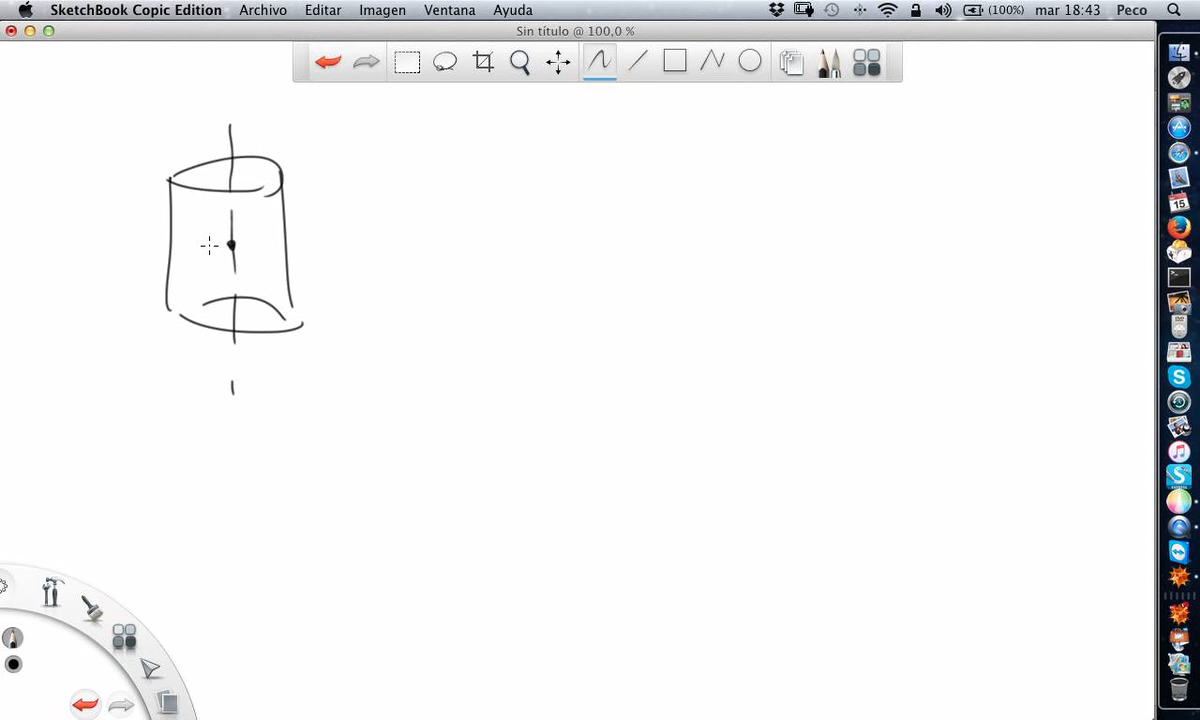 SketchBook Copic Edition Archivo Editar Imagen Ventana Ayuda (100%) mar 18:43 Peco
Sin título @ 100,0 %
15